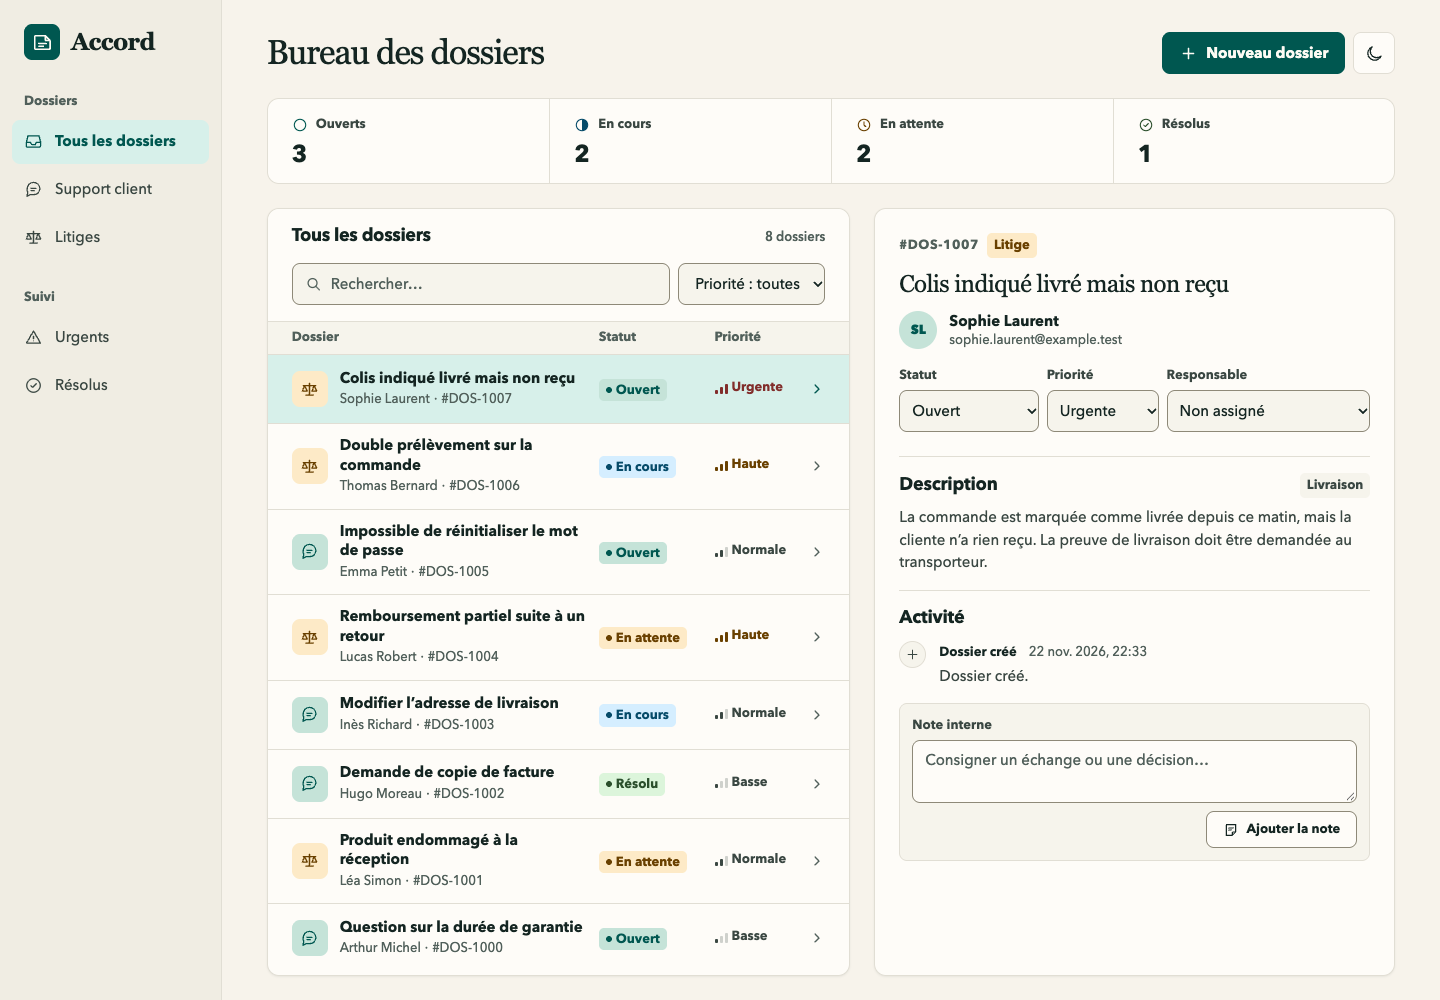 Accord
Dossiers
Tous les dossiers
Support client
Litiges
Suivi
Urgents
Résolus
Bureau des dossiers
Nouveau dossier
Ouverts
3
En cours
2
En attente
2
Résolus
1
Tous les dossiers
8 dossiers
Rechercher…
Priorité : toutes
Dossier
Statut
Priorité
Colis indiqué livré mais non reçu
Sophie Laurent · #DOS-1007
Ouvert
Urgente
Double prélèvement sur la
commande
Thomas Bernard · #DOS-1006
En cours
Haute
Impossible de réinitialiser le mot
de passe
Emma Petit · #DOS-1005
Ouvert
Normale
Remboursement partiel suite à un
retour
Lucas Robert · #DOS-1004
En attente
Haute
Modifier l’adresse de livraison
Inès Richard · #DOS-1003
En cours
Normale
Demande de copie de facture
Hugo Moreau · #DOS-1002
Résolu
Basse
Produit endommagé à la
réception
Léa Simon · #DOS-1001
En attente
Normale
Question sur la durée de garantie
Arthur Michel · #DOS-1000
Ouvert
Basse
#DOS-1007
Litige
Colis indiqué livré mais non reçu
SL
Sophie Laurent
sophie.laurent@example.test
Statut
Priorité
Responsable
Ouvert
Urgente
Non assigné
Description
Livraison
La commande est marquée comme livrée depuis ce matin, mais la
cliente n’a rien reçu. La preuve de livraison doit être demandée au
transporteur.
Activité
Dossier créé
22 nov. 2026, 22:33
Dossier créé.
Note interne
Consigner un échange ou une décision…
Ajouter la note